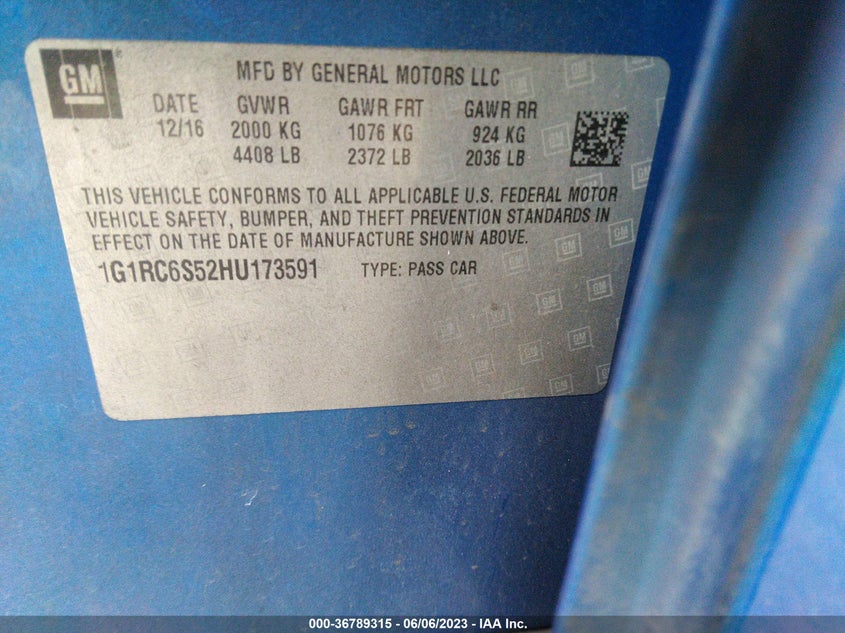 GM ®
MFD BY GENERAL MOTORS LLC
DATE GVWR GAWR FRT GAWR RR
12/16 2000 KG 1076 KG 924 KG
4408 LB 2372 LB 2036 LB
THIS VEHICLE CONFORMS TO ALL APPLICABLE U.S. FEDERAL MOTOR
VEHICLE SAFETY, BUMPER, AND THEFT PREVENTION STANDARDS IN
EFFECT ON THE DATE OF MANUFACTURE SHOWN ABOVE.
1G1RC6S52HU173591 TYPE: PASS CAR
000-36789315 - 06/06/2023 - IAA Inc.